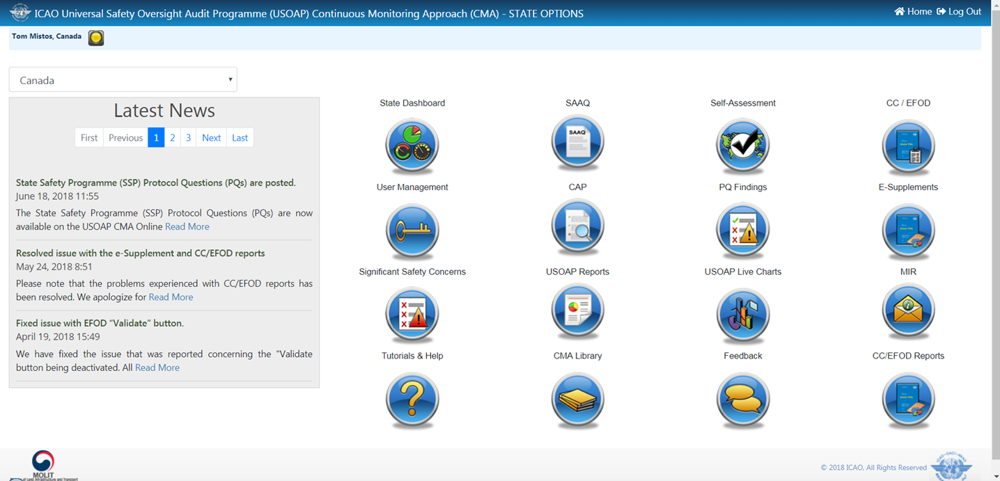 ICAO Universal Safety Oversight Audit Programme (USOAP) Continuous Monitoring Approach (CMA) - STATE OPTIONS
Home Log Out
Tom Mistos, Canada
Canada
Latest News
First Previous 1 2 3 Next Last
State Safety Programme (SSP) Protocol Questions (PQs) are posted.
June 18, 2018 11:55
The State Safety Programme (SSP) Protocol Questions (PQs) are now
available on the USOAP CMA Online Read More
Resolved issue with the e-Supplement and CC/EFOD reports
May 24, 2018 8:51
Please note that the problems experienced with CC/EFOD reports has
been resolved. We apologize for Read More
Fixed issue with EFOD “Validate” button.
April 19, 2018 15:49
We have fixed the issue that was reported concerning the "Validate
button being deactivated. All Read More
State Dashboard SAAQ Self-Assessment CC / EFOD
SAAQ
User Management CAP PQ Findings E-Supplements
Significant Safety Concerns USOAP Reports USOAP Live Charts MIR
Tutorials & Help CMA Library Feedback CC/EFOD Reports
MOLIT
Ministry of Land, Infrastructure and Transport
© 2018 ICAO, All Rights Reserved